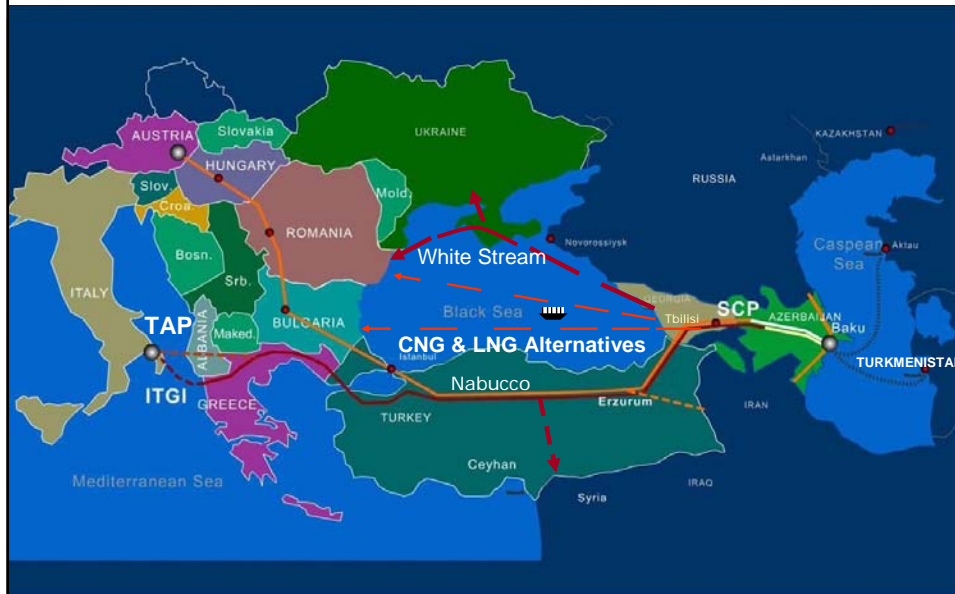 AUSTRIA
Slovakia
HUNGARY
Slov.
Croa.
Bosn.
Srb.
ROMANIA
Mold.
UKRAINE
KAZAKHSTAN
Astarkhan
RUSSIA
Novorossiysk
Caspean
Sea
Aktau
White Stream
ITALY
TAP
ALBANIA
Maked.
BULGARIA
Black Sea
GEORGIA
Tbilisi
SCP
AZERBAIJAN
Baku
TURKMENISTAN
CNG & LNG Alternatives
Istanbul
ITGI
GREECE
Nabucco
TURKEY
Erzurum
IRAN
Mediterranean Sea
Ceyhan
Syria
IRAQ